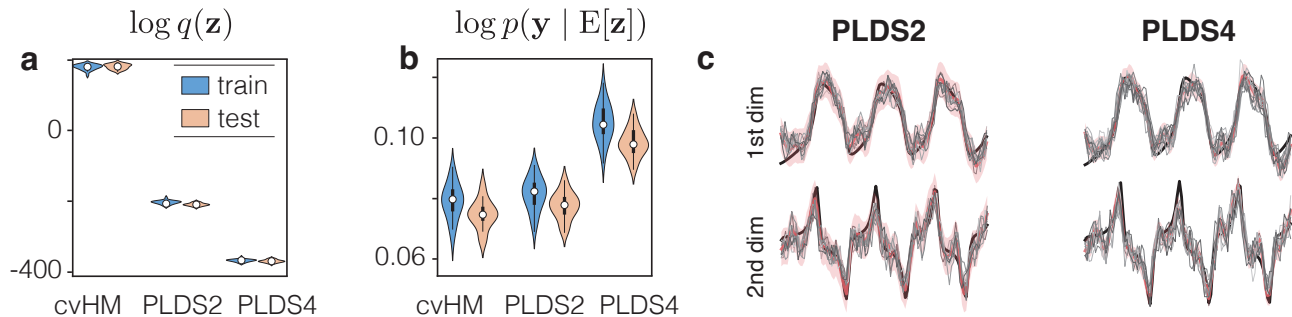 a
log q(z)
train
test
0
-400
cvHM PLDS2 PLDS4
b
log p(y | E[z])
0.10
0.06
cvHM PLDS2 PLDS4
c
PLDS2 PLDS4
1st dim
2nd dim